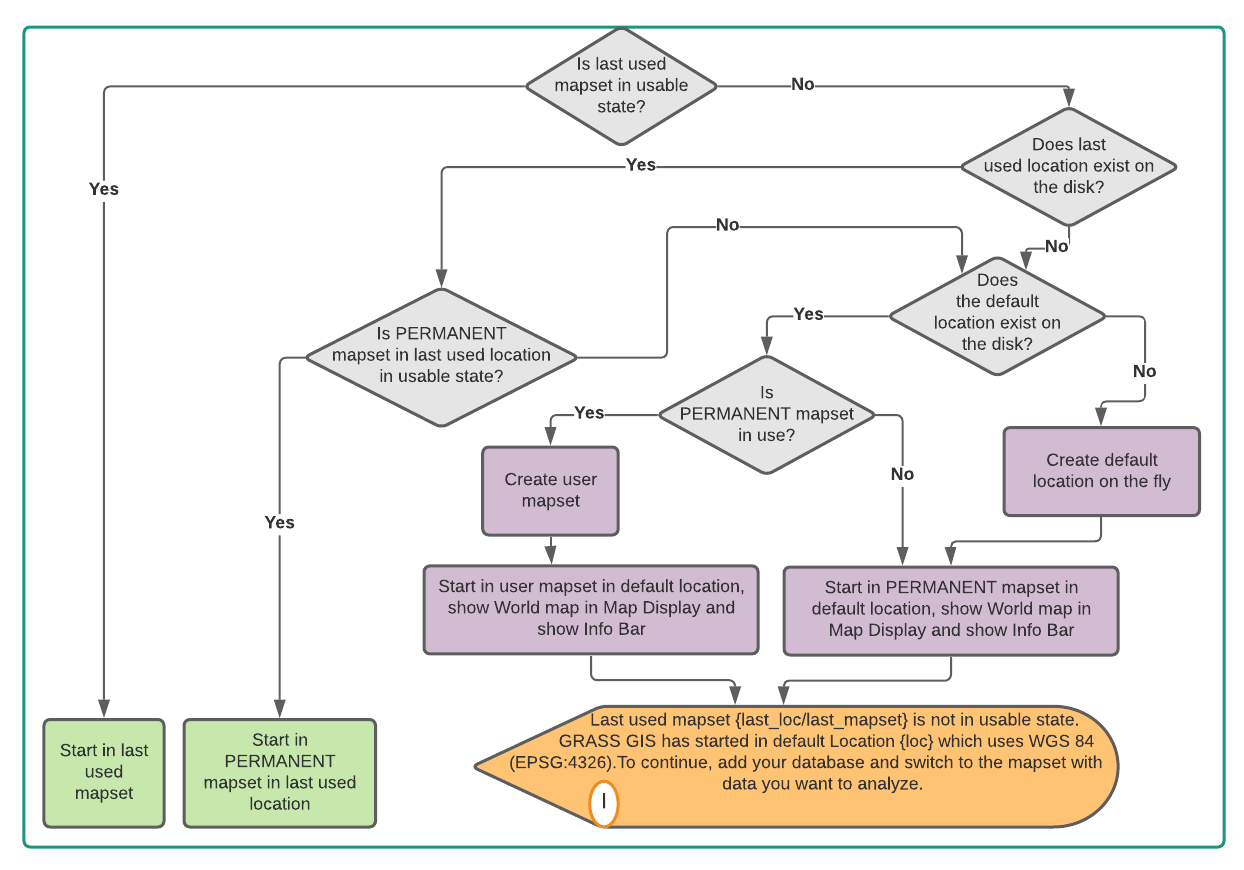 Is last used
mapset in usable
state?
No
Does last
used location exist on
the disk?
Yes
Yes
No
No
Does
the default
location exist on
the disk?
Yes
Is PERMANENT
mapset in last used location
in usable state?
No
Is
PERMANENT mapset
in use?
Yes
Create default
location on the fly
No
Create user
mapset
Yes
Start in user mapset in default location,
show World map in Map Display and
show Info Bar
Start in PERMANENT mapset in
default location, show World map in
Map Display and show Info Bar
Start in last
used
mapset
Start in
PERMANENT
mapset in last used
location
Last used mapset {last_loc/last_mapset} is not in usable state.
GRASS GIS has started in default Location {loc} which uses WGS 84
(EPSG:4326).To continue, add your database and switch to the mapset with
data you want to analyze.
I